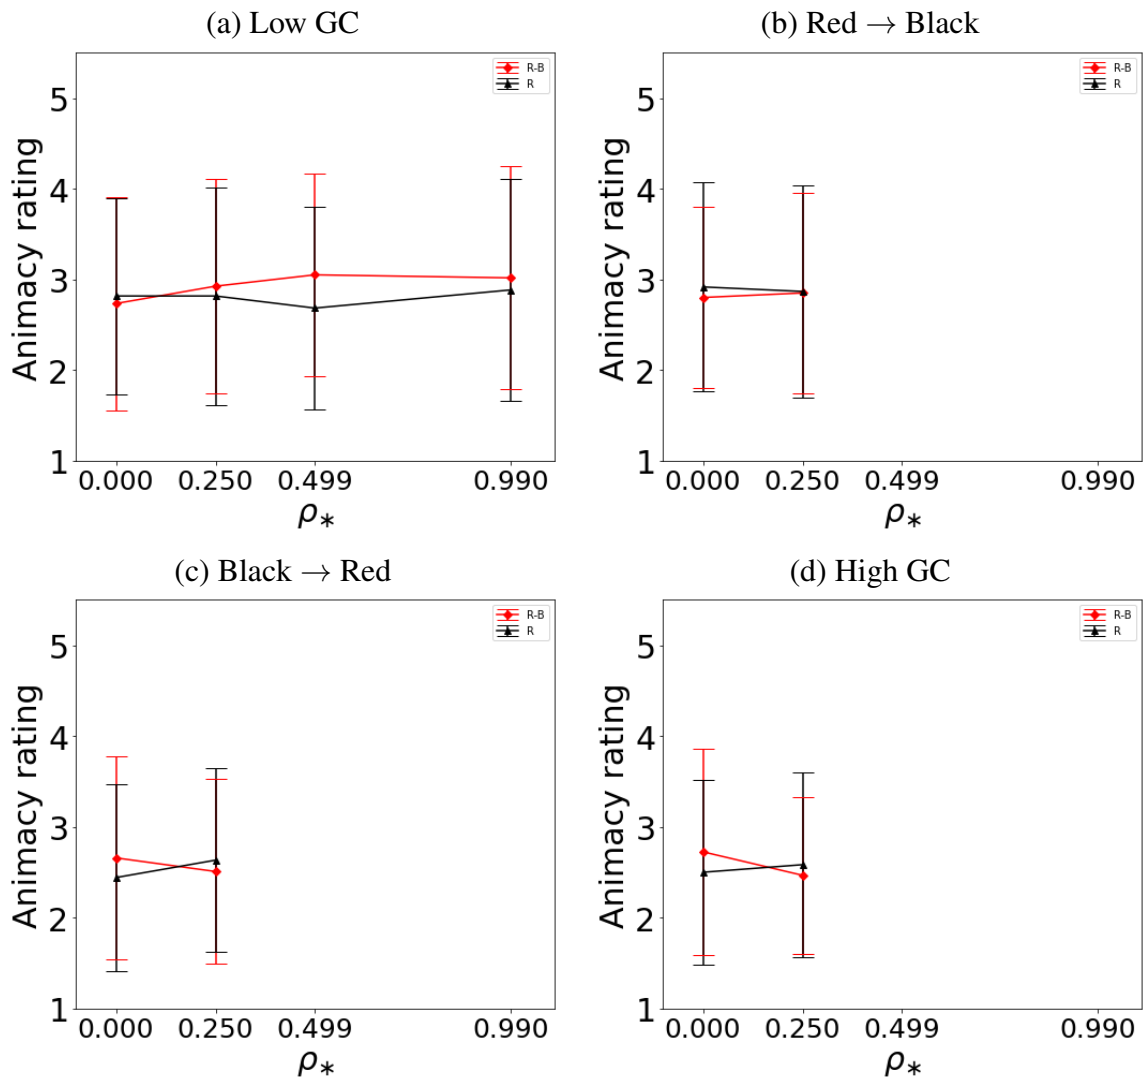 (a) Low GC
R-B
R
Animacy rating
5
4
3
2
1
0.000 0.250 0.499 0.990
ρ*
(b) Red → Black
R-B
R
Animacy rating
5
4
3
2
1
0.000 0.250 0.499 0.990
ρ*
(c) Black → Red
R-B
R
Animacy rating
5
4
3
2
1
0.000 0.250 0.499 0.990
ρ*
(d) High GC
R-B
R
Animacy rating
5
4
3
2
1
0.000 0.250 0.499 0.990
ρ*